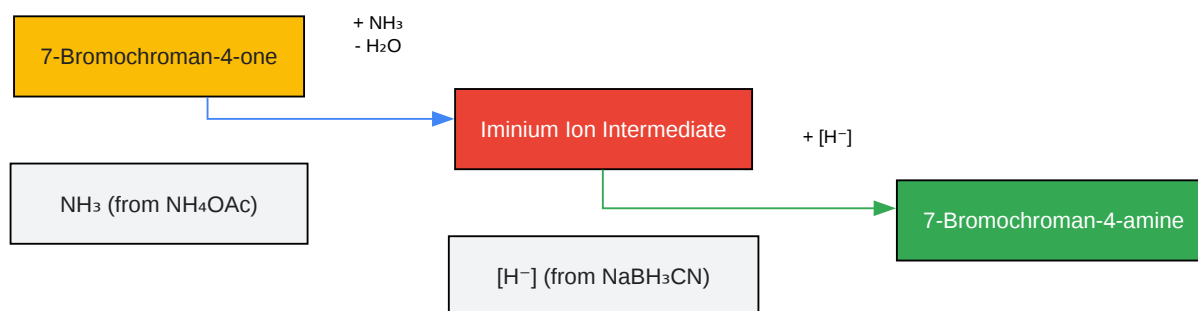 7-Bromochroman-4-one
+ NH₃
- H₂O
Iminium Ion Intermediate
+ [H⁻]
NH₃ (from NH₄OAc)
7-Bromochroman-4-amine
[H⁻] (from NaBH₃CN)